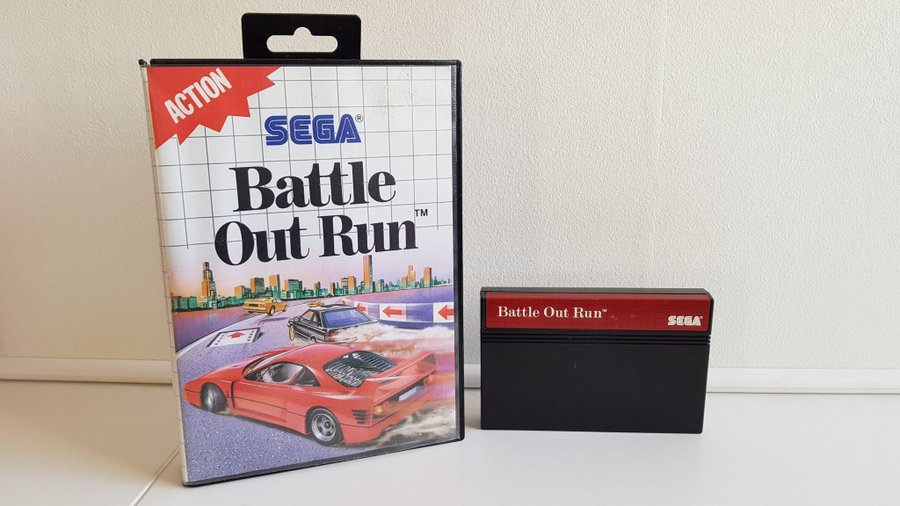 ACTION
SEGA®
Battle
Out Run™
Battle Out Run™
SEGA